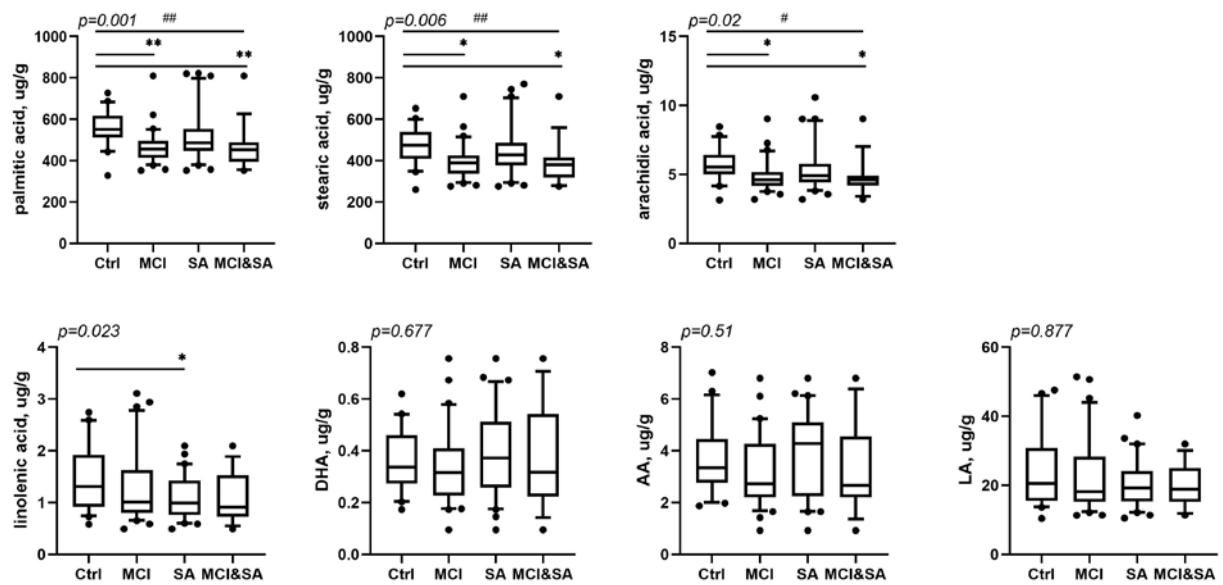 p=0.001 ##
** **
palmitic acid, ug/g
1000
800
600
400
200
0
Ctrl MCI SA MCI&SA
p=0.006 ##
* *
stearic acid, ug/g
1000
800
600
400
200
0
Ctrl MCI SA MCI&SA
p=0.02 #
* *
arachidic acid, ug/g
15
10
5
0
Ctrl MCI SA MCI&SA
p=0.023
*
linolenic acid, ug/g
4
3
2
1
0
Ctrl MCI SA MCI&SA
p=0.677
DHA, ug/g
0.8
0.6
0.4
0.2
0.0
Ctrl MCI SA MCI&SA
p=0.51
AA, ug/g
8
6
4
2
0
Ctrl MCI SA MCI&SA
p=0.877
LA, ug/g
60
40
20
0
Ctrl MCI SA MCI&SA